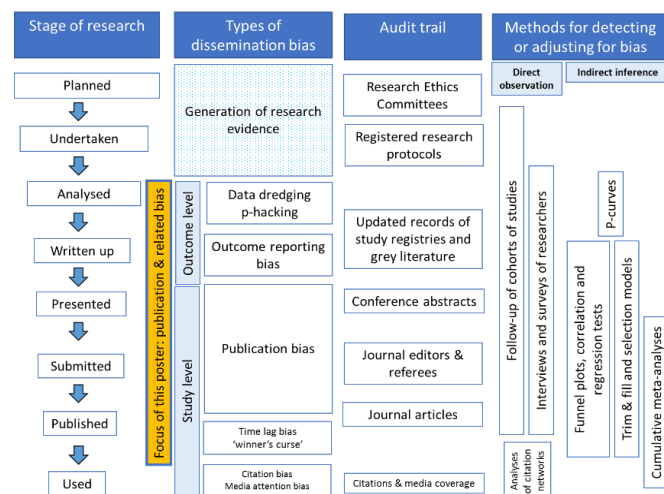 Stage of research
Types of
dissemination bias
Audit trail
Methods for detecting
or adjusting for bias
Direct
observation
Indirect inference
Planned
Undertaken
Analysed
Written up
Presented
Submitted
Published
Used
Focus of this poster: publication & related bias
Outcome level
Study level
Generation of research
evidence
Data dredging
p-hacking
Outcome reporting
bias
Publication bias
Time lag bias
'winner's curse'
Citation bias
Media attention bias
Research Ethics
Committees
Registered research
protocols
Updated records of
study registries and
grey literature
Conference abstracts
Journal editors &
referees
Journal articles
Citations & media coverage
Follow-up of cohorts of studies
Interviews and surveys of researchers
Analyses
of citation
networks
P-curves
Funnel plots, correlation and
regression tests
Trim & fill and selection models
Cumulative meta-analyses